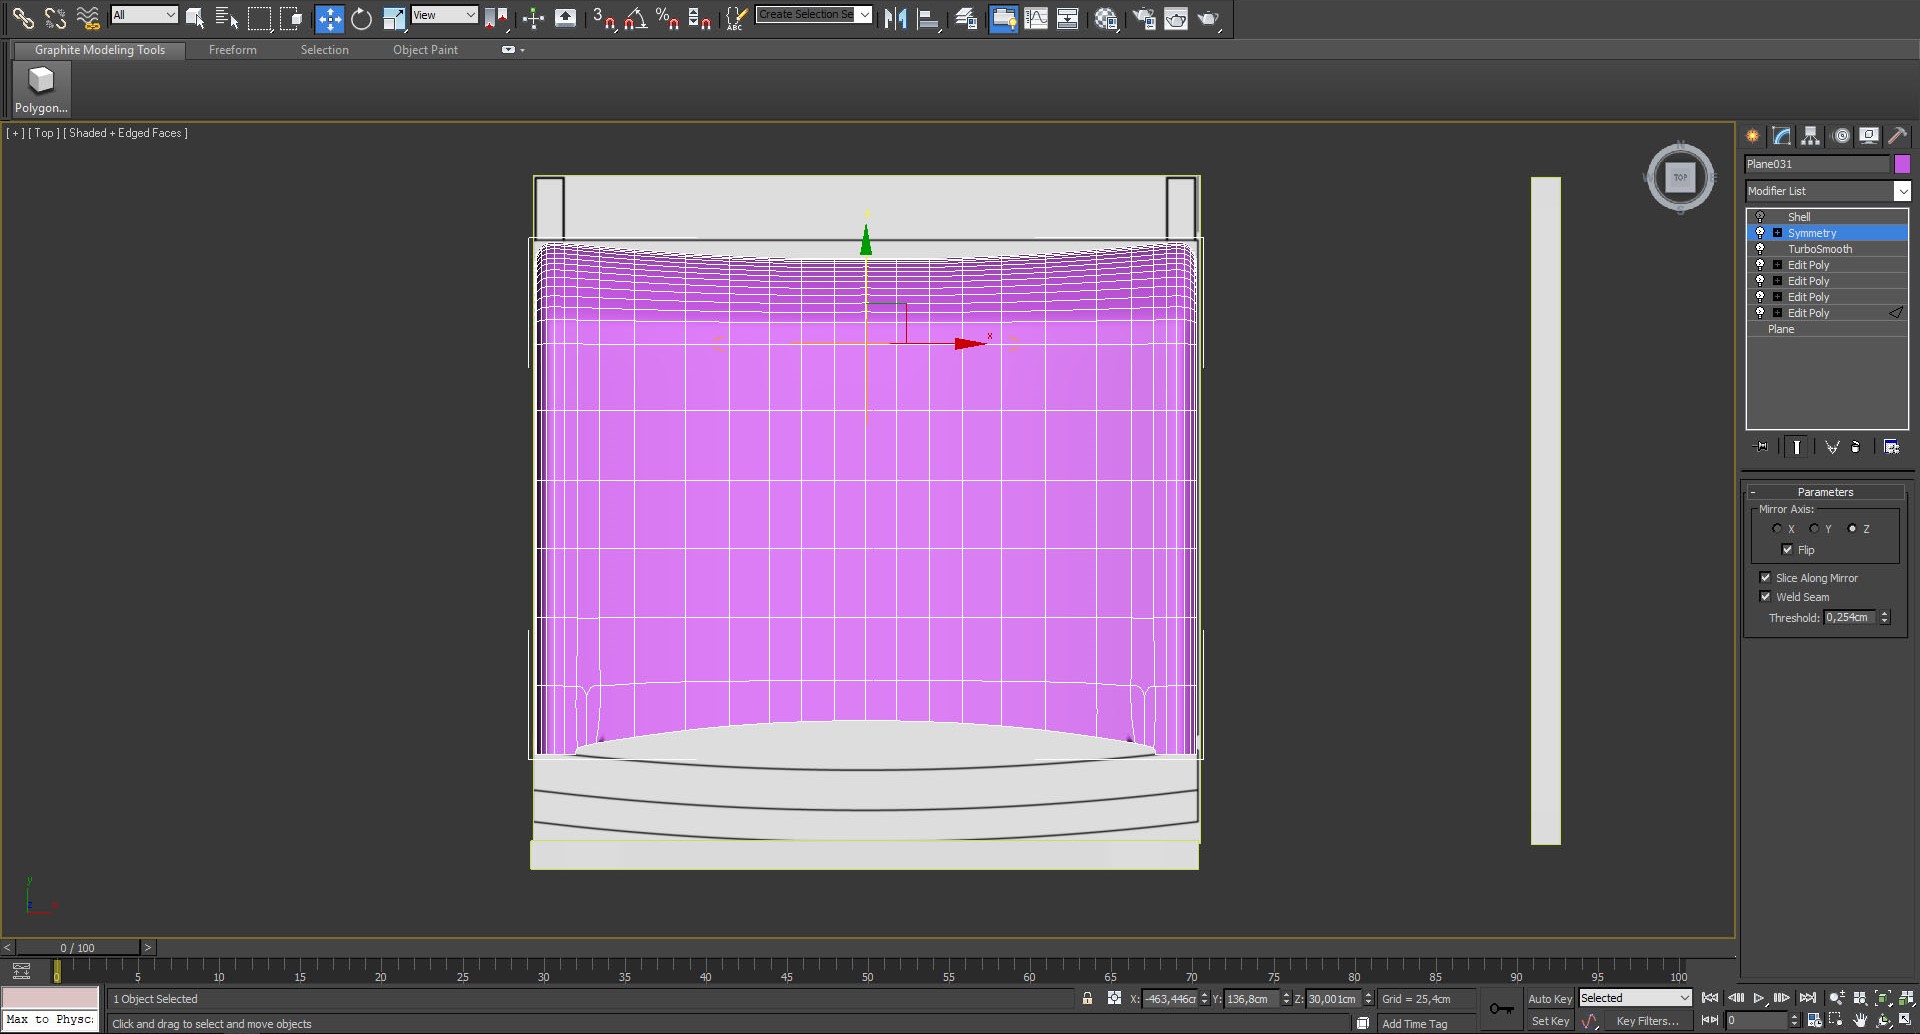 All
View
3
%
ABC
Create Selection Se
Graphite Modeling Tools
Freeform
Selection
Object Paint
Polygon...
[ + ] [ Top ] [ Shaded + Edged Faces ]
TOP
x
y
z
Plane031
Modifier List
Shell
Symmetry
TurboSmooth
Edit Poly
Edit Poly
Edit Poly
Edit Poly
Plane
- Parameters
Mirror Axis:
X Y Z
Flip
Slice Along Mirror
Weld Seam
Threshold: 0,254cm
< 0 / 100 >
0 5 10 15 20 25 30 35 40 45 50 55 60 65 70 75 80 85 90 95 100
1 Object Selected
X: -463,446cr Y: 136,8cm Z: 30,001cm Grid = 25,4cm
Auto Key Selected
Max to Physc:
Click and drag to select and move objects
Add Time Tag
Set Key Key Filters...
0